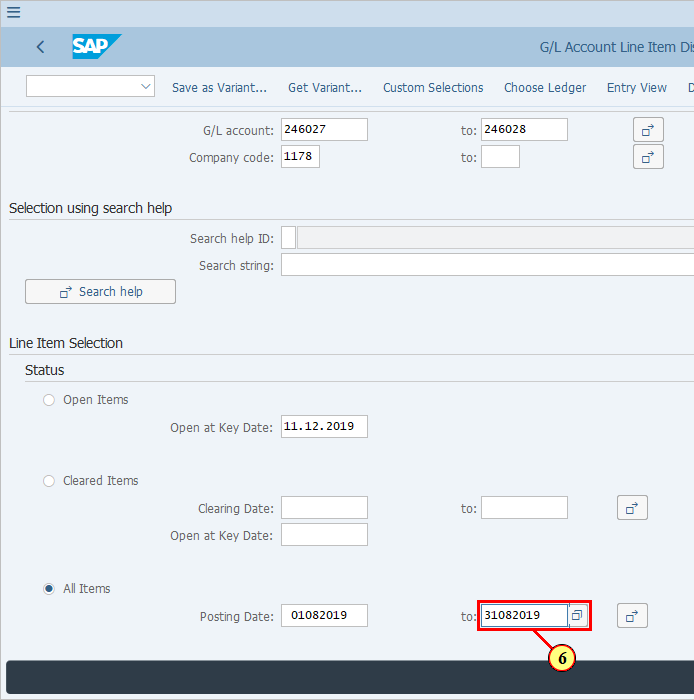 SAP
G/L Account Line Item Dis
Save as Variant... Get Variant... Custom Selections Choose Ledger Entry View D
G/L account: 246027 to: 246028
Company code: 1178 to:
Selection using search help
Search help ID:
Search string:
Search help
Line Item Selection
Status
Open Items
Open at Key Date: 11.12.2019
Cleared Items
Clearing Date: to:
Open at Key Date:
All Items
Posting Date: 01082019 to: 31082019
6